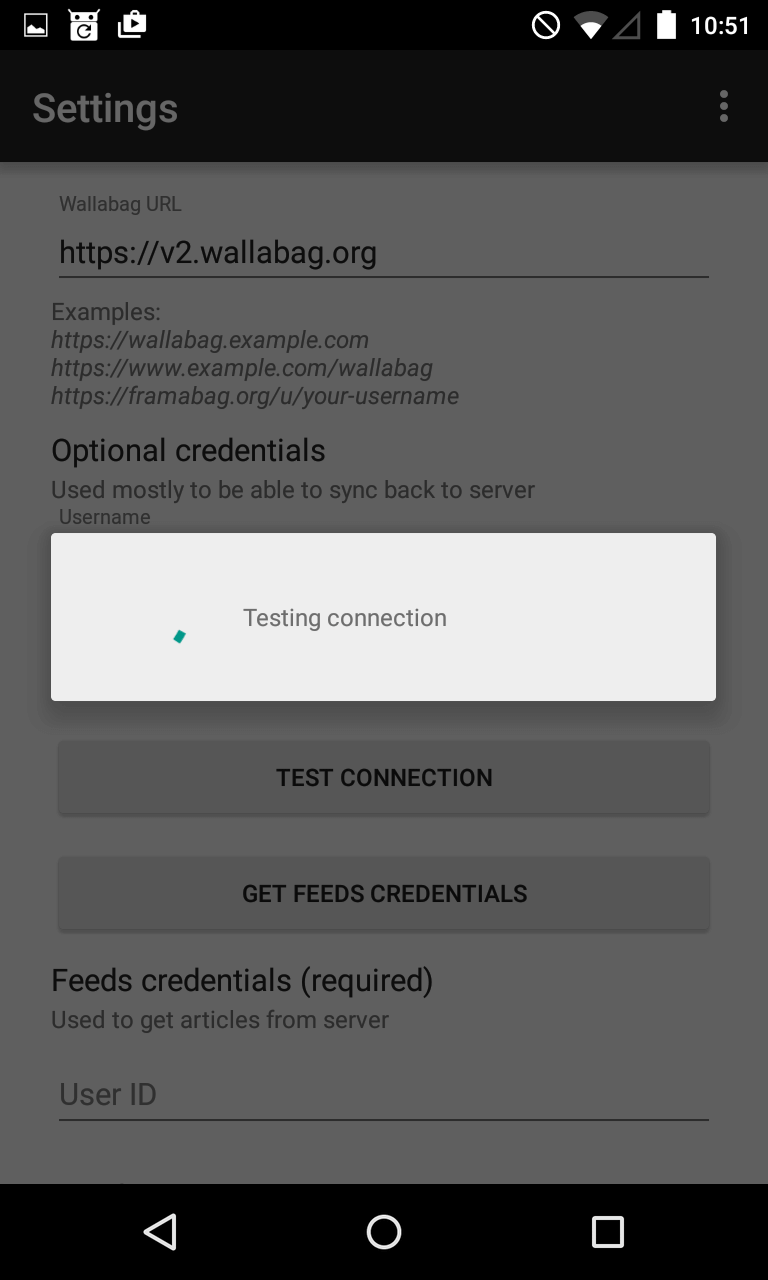 10:51
Settings
Wallabag URL
https://v2.wallabag.org
Examples:
https://wallabag.example.com
https://www.example.com/wallabag
https://framabag.org/u/your-username
Optional credentials
Used mostly to be able to sync back to server
Username
Testing connection
TEST CONNECTION
GET FEEDS CREDENTIALS
Feeds credentials (required)
Used to get articles from server
User ID